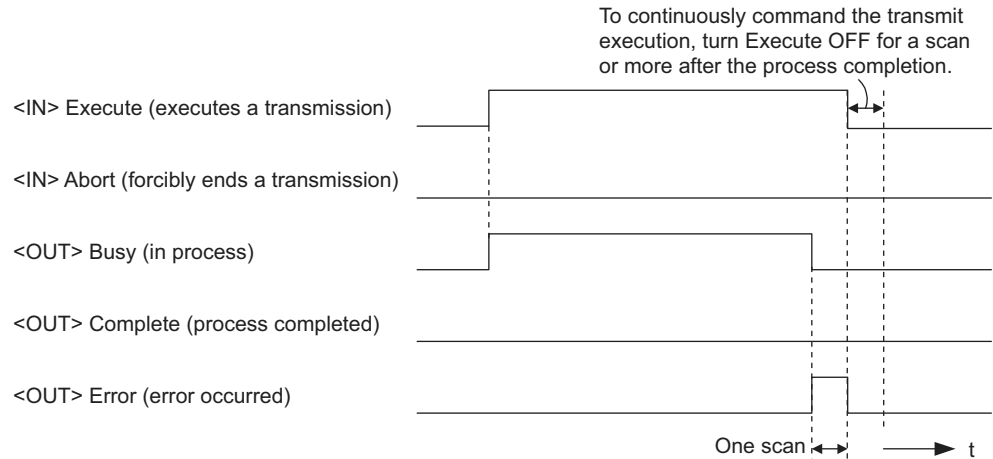 To continuously command the transmit
execution, turn Execute OFF for a scan
or more after the process completion.
<IN> Execute (executes a transmission)
<IN> Abort (forcibly ends a transmission)
<OUT> Busy (in process)
<OUT> Complete (process completed)
<OUT> Error (error occurred)
One scan
t